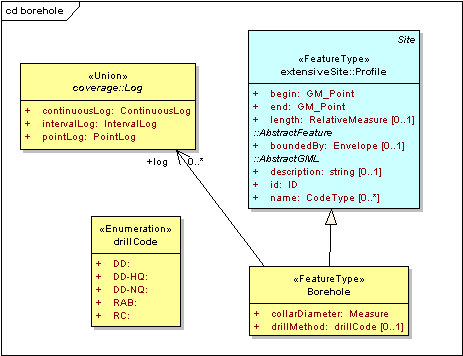 cd borehole
«Union»
coverage::Log
+ continuousLog: ContinuousLog
+ intervalLog: IntervalLog
+ pointLog: PointLog
Site
«FeatureType»
extensiveSite::Profile
+ begin: GM_Point
+ end: GM_Point
+ length: RelativeMeasure [0..1]
::AbstractFeature
+ boundedBy: Envelope [0..1]
::AbstractGML
+ description: string [0..1]
+ id: ID
+ name: CodeType [0..*]
+log 0..*
«Enumeration»
drillCode
+ DD:
+ DD-HQ:
+ DD-NQ:
+ RAB:
+ RC:
«FeatureType»
Borehole
+ collarDiameter: Measure
+ drillMethod: drillCode [0..1]